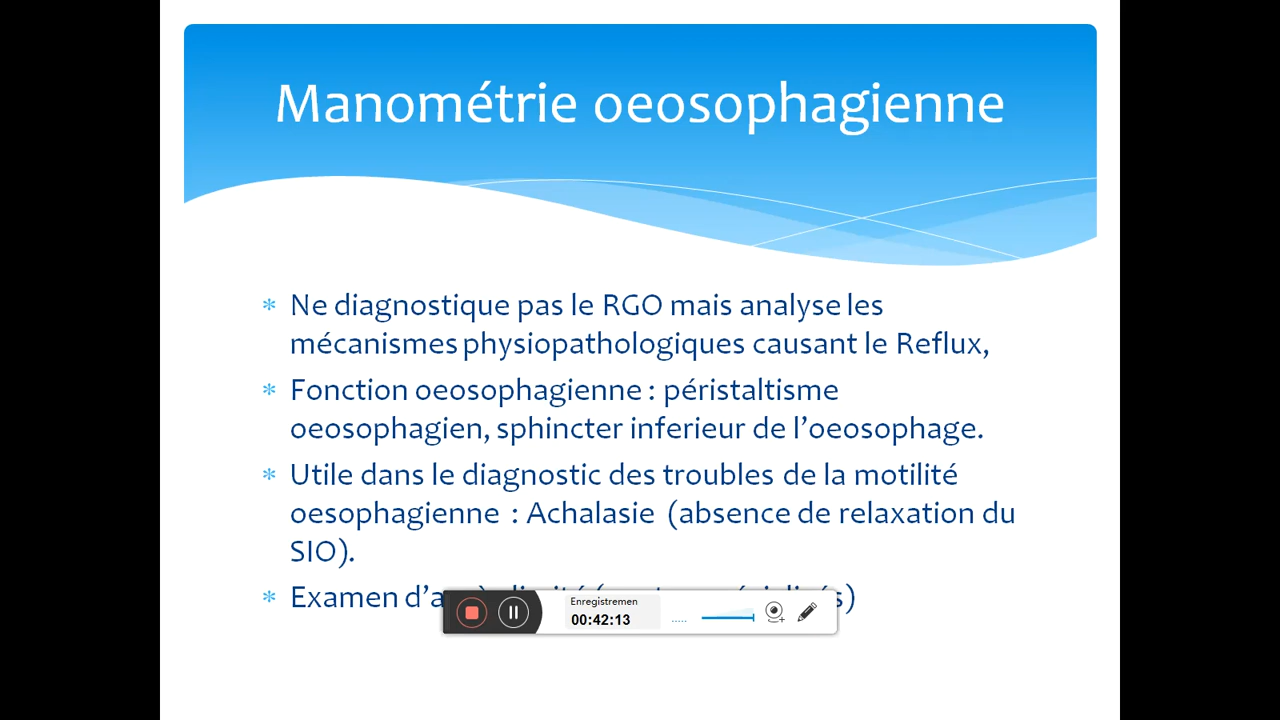 Manométrie oeosophagienne
* Ne diagnostique pas le RGO mais analyse les
mécanismes physiopathologiques causant le Reflux,
* Fonction oeosophagienne : péristaltisme
oeosophagien, sphincter inferieur de l’oeosophage.
* Utile dans le diagnostic des troubles de la motilité
oesophagienne : Achalasie (absence de relaxation du
SIO).
* Examen
Enregistremen
00:42:13